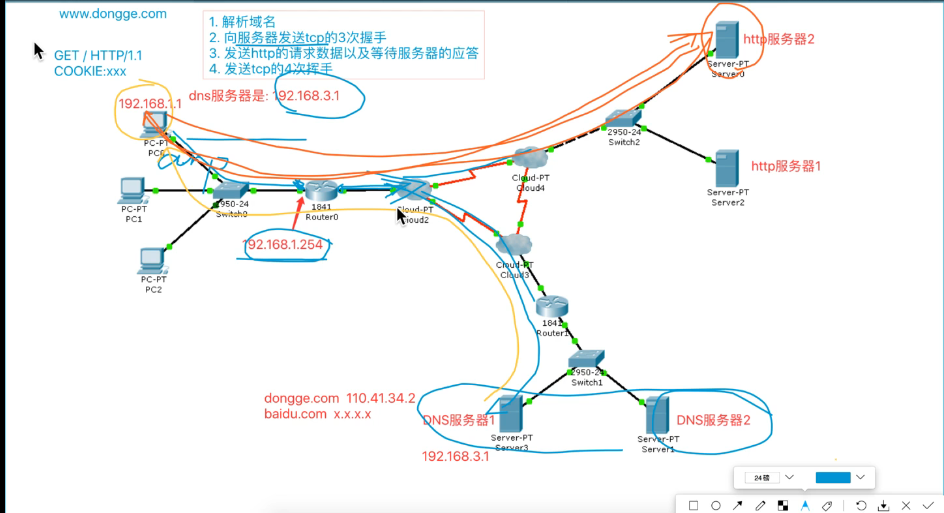 www.dongge.com
1. 解析域名
2. 向服务器发送tcp的3次握手
3. 发送http的请求数据以及等待服务器的应答
4. 发送tcp的4次挥手
GET / HTTP/1.1
COOKIE:xxx
dns服务器是: 192.168.3.1
192.168.1.1
http服务器2
Server-PT
Server0
PC-PT
2950-24
Switch2
http服务器1
Server-PT
Server2
Cloud-PT
Cloud4
PC-PT
PC1
2950-24
Switch0
1841
Router0
Cloud-PT
Cloud2
192.168.1.254
PC-PT
PC2
Cloud-PT
Cloud3
1841
Router1
2950-24
Switch1
dongge.com 110.41.34.2
baidu.com x.x.x.x
DNS服务器1
DNS服务器2
Server-PT
Server3
Server-PT
Server1
192.168.3.1
24 磅